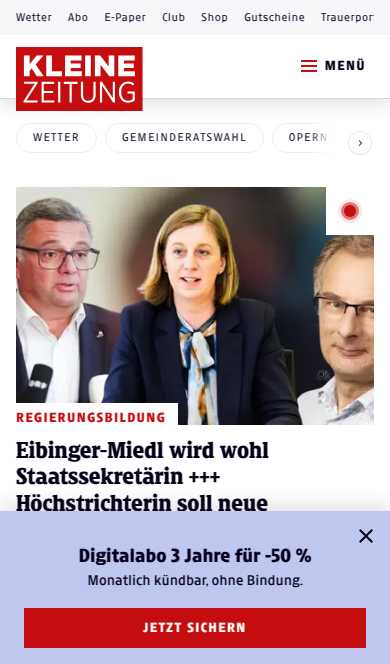 Wetter Abo E-Paper Club Shop Gutscheine Trauerpor
KLEINE
ZEITUNG
MENÜ
WETTER GEMEINDERATSWAHL OPERN
REGIERUNGSBILDUNG
Eibinger-Miedl wird wohl
Staatssekretärin +++
Höchstrichterin soll neue
Digitalabo 3 Jahre für -50 %
Monatlich kündbar, ohne Bindung.
JETZT SICHERN